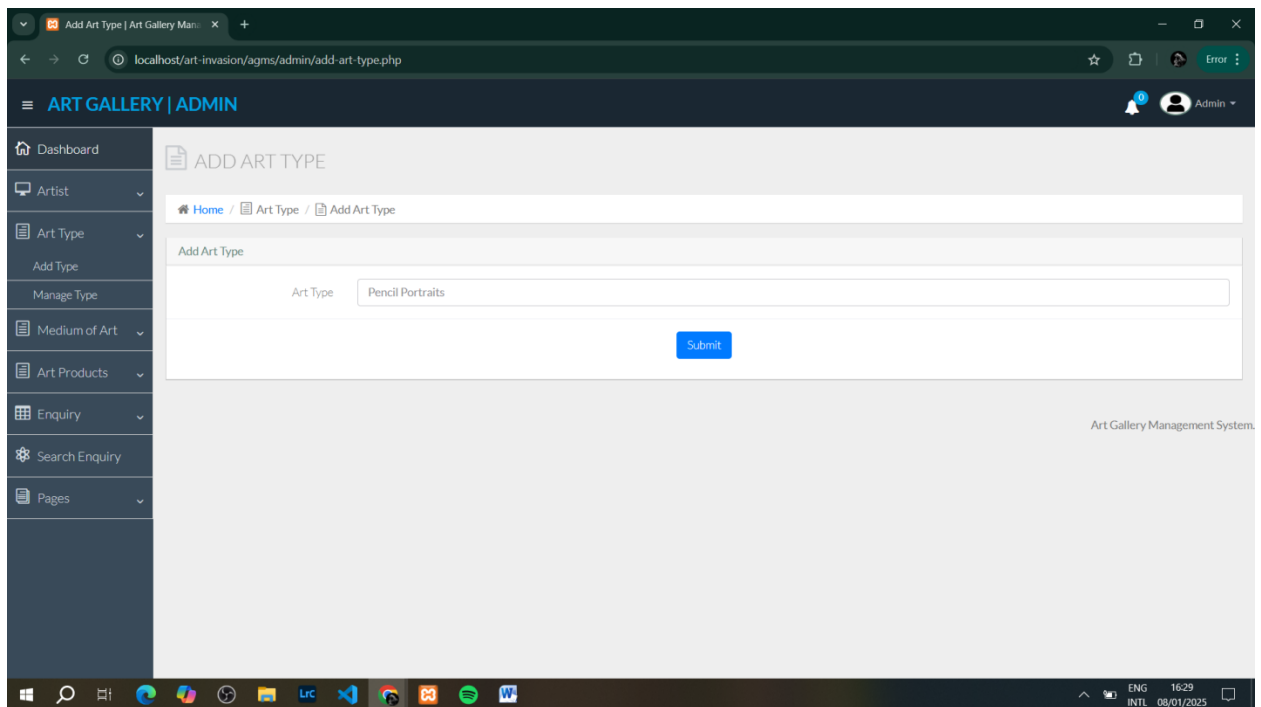 Add Art Type | Art Gallery Mana
localhost/art-invasion/agms/admin/add-art-type.php
Error
ART GALLERY | ADMIN
0
Admin
Dashboard
Artist
Art Type
Add Type
Manage Type
Medium of Art
Art Products
Enquiry
Search Enquiry
Pages
ADD ART TYPE
Home / Art Type / Add Art Type
Add Art Type
Art Type Pencil Portraits
Submit
Art Gallery Management System.
LrC
W
ENG 16:29
INTL 08/01/2025